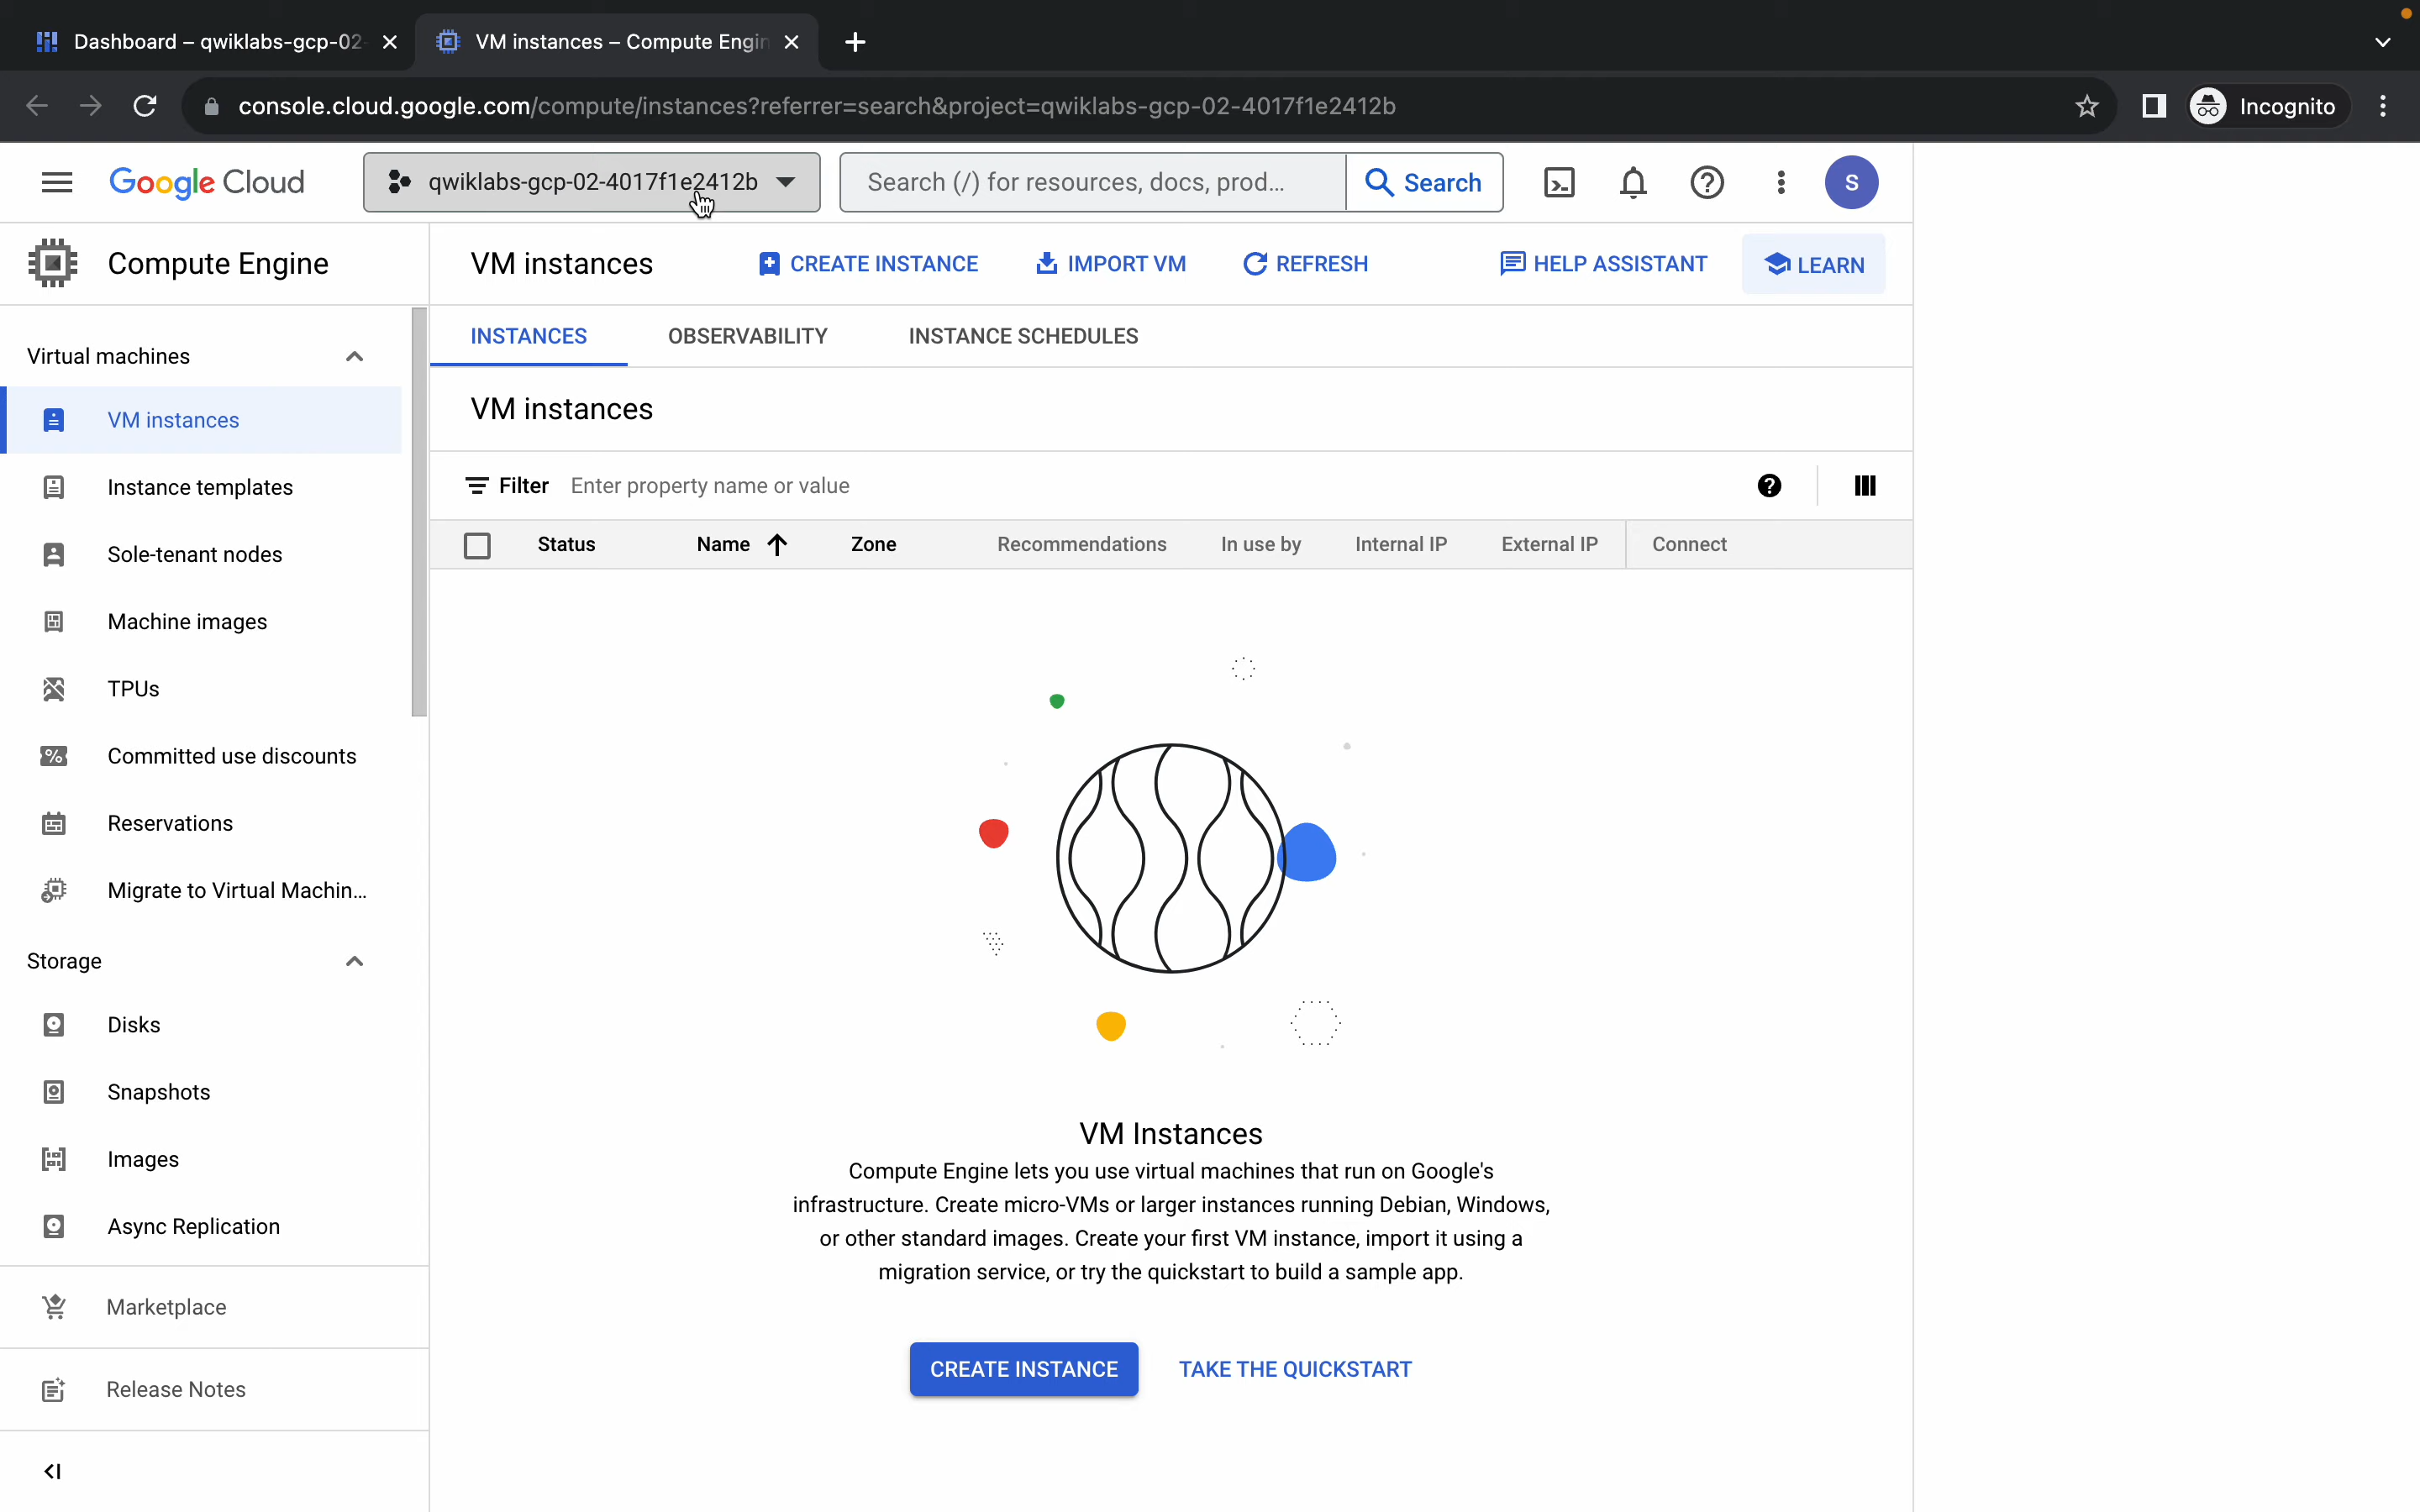 Dashboard – qwiklabs-gcp-02-
VM instances – Compute Engin
console.cloud.google.com/compute/instances?referrer=search&project=qwiklabs-gcp-02-4017f1e2412b
Incognito
Google Cloud
qwiklabs-gcp-02-4017f1e2412b
Search (/) for resources, docs, prod...
Search
S
Compute Engine
VM instances
CREATE INSTANCE
IMPORT VM
REFRESH
HELP ASSISTANT
LEARN
Virtual machines
VM instances
Instance templates
Sole-tenant nodes
Machine images
TPUs
Committed use discounts
Reservations
Migrate to Virtual Machin...
Storage
Disks
Snapshots
Images
Async Replication
Marketplace
Release Notes
INSTANCES
OBSERVABILITY
INSTANCE SCHEDULES
VM instances
Filter Enter property name or value
Status
Name
Zone
Recommendations
In use by
Internal IP
External IP
Connect
VM Instances
Compute Engine lets you use virtual machines that run on Google's
infrastructure. Create micro-VMs or larger instances running Debian, Windows,
or other standard images. Create your first VM instance, import it using a
migration service, or try the quickstart to build a sample app.
CREATE INSTANCE
TAKE THE QUICKSTART